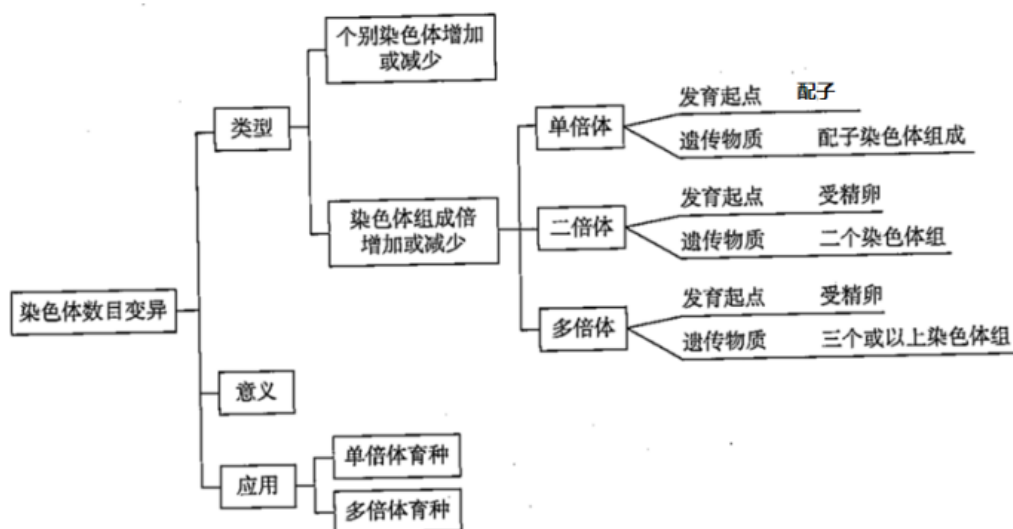 个别染色体增加
或减少
类型
单倍体
发育起点 配子
遗传物质 配子染色体组成
染色体组成倍
增加或减少
二倍体
发育起点 受精卵
遗传物质 二个染色体组
染色体数目变异
多倍体
发育起点 受精卵
遗传物质 三个或以上染色体组
意义
应用
单倍体育种
多倍体育种